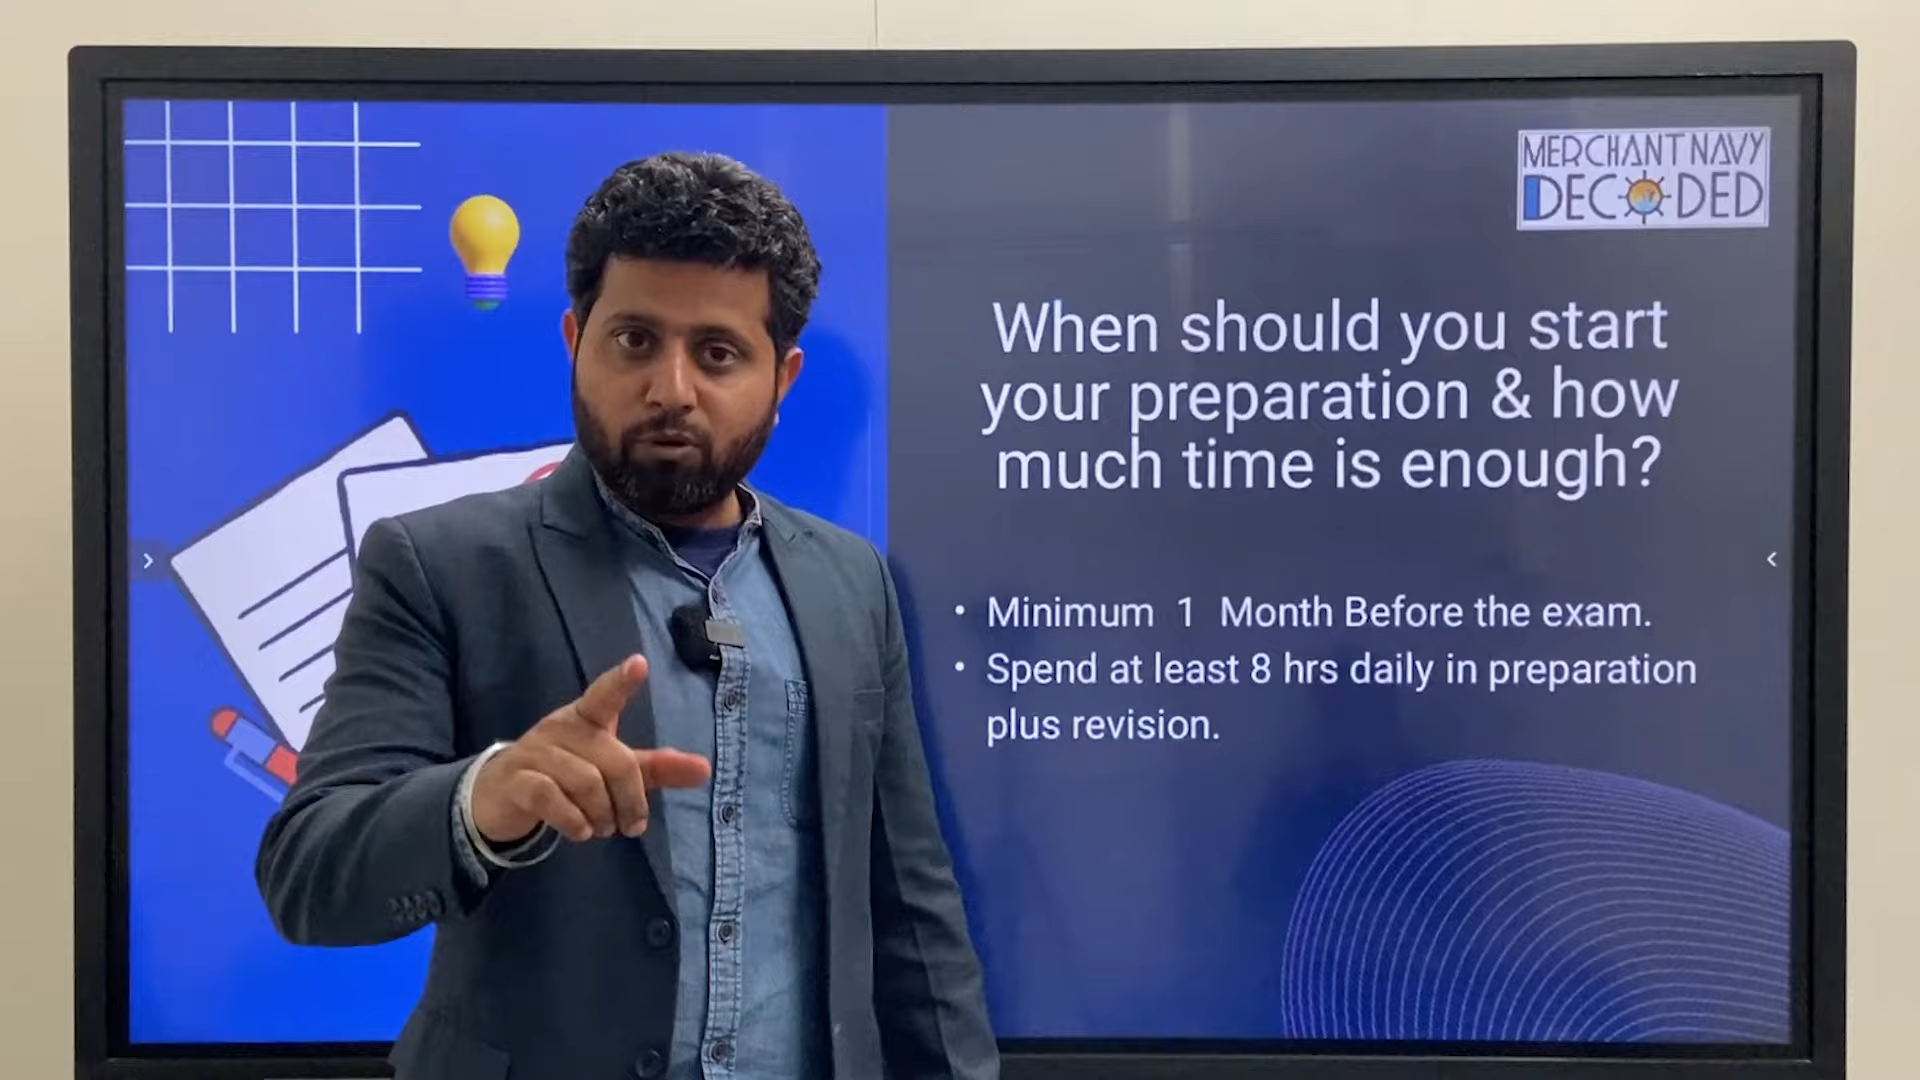 MERCHANT NAVY
DECODED
When should you start
your preparation & how
much time is enough?
• Minimum 1 Month Before the exam.
• Spend at least 8 hrs daily in preparation
plus revision.